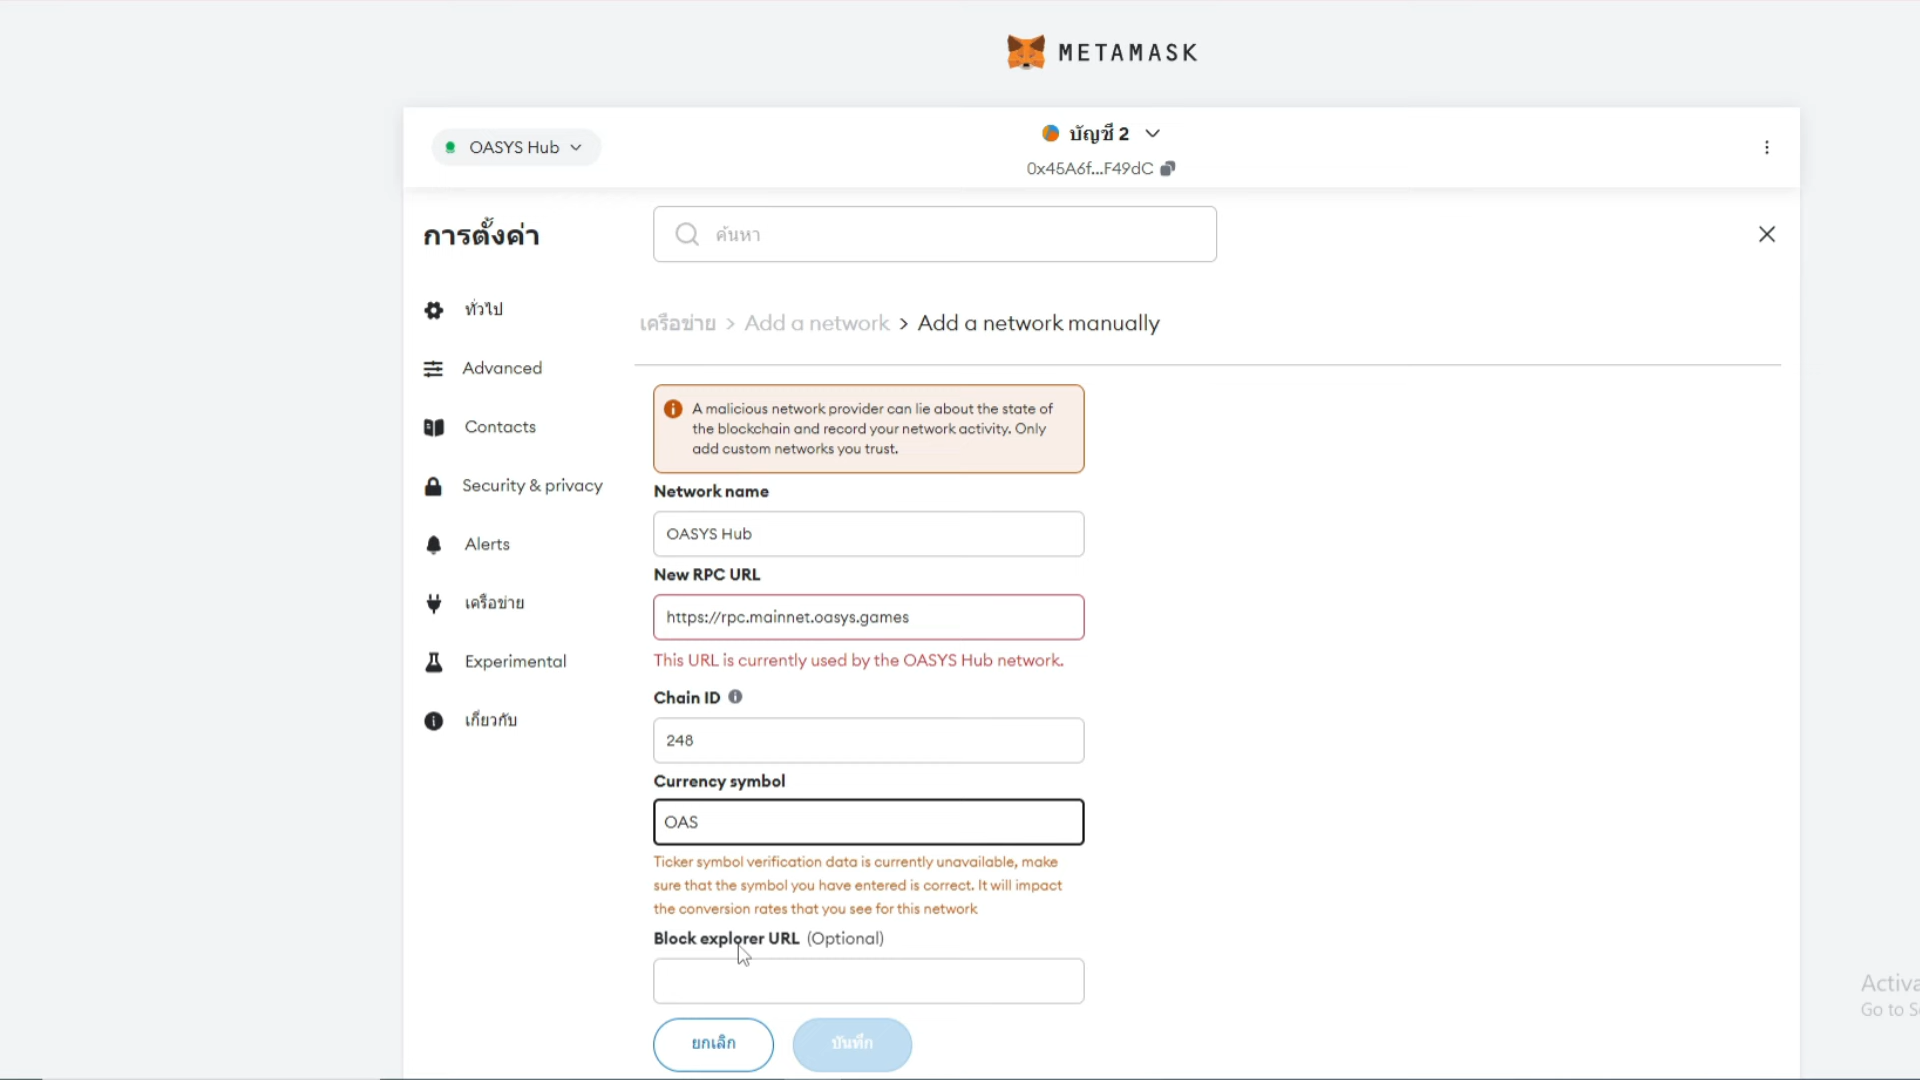 METAMASK
OASYS Hub
บัญชี 2
0x45A6f...F49dC
การตั้งค่า
ค้นหา
ทั่วไป
Advanced
Contacts
Security & privacy
Alerts
เครือข่าย
Experimental
เกี่ยวกับ
เครือข่าย > Add a network > Add a network manually
A malicious network provider can lie about the state of
the blockchain and record your network activity. Only
add custom networks you trust.
Network name
OASYS Hub
New RPC URL
https://rpc.mainnet.oasys.games
This URL is currently used by the OASYS Hub network.
Chain ID
248
Currency symbol
OAS
Ticker symbol verification data is currently unavailable, make
sure that the symbol you have entered is correct. It will impact
the conversion rates that you see for this network
Block explorer URL (Optional)
ยกเลิก
บันทึก
Activa
Go to S